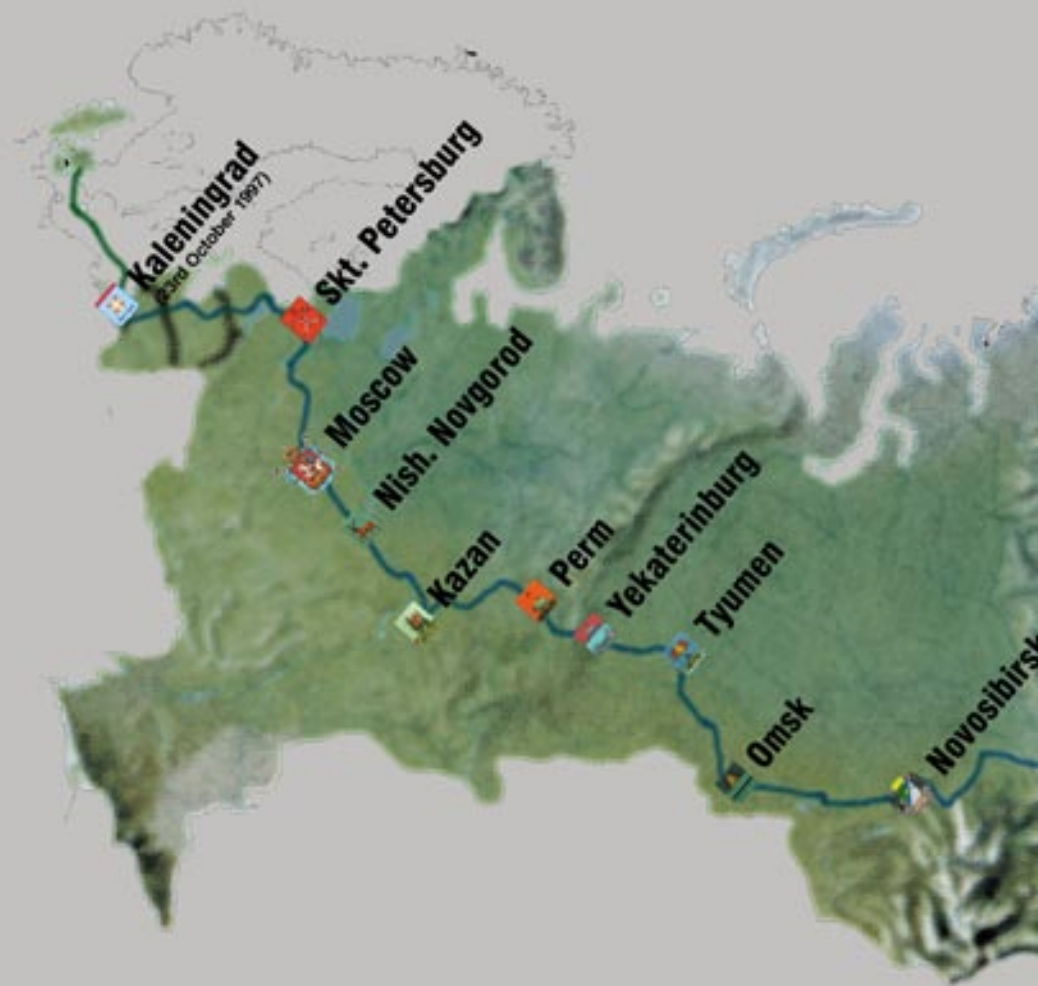 Kaleningrad
(23rd October 1997)
Skt. Petersburg
Moscow
Nish. Novgorod
Kazan
Perm
Yekaterinburg
Tyumen
Omsk
Novosibirsk